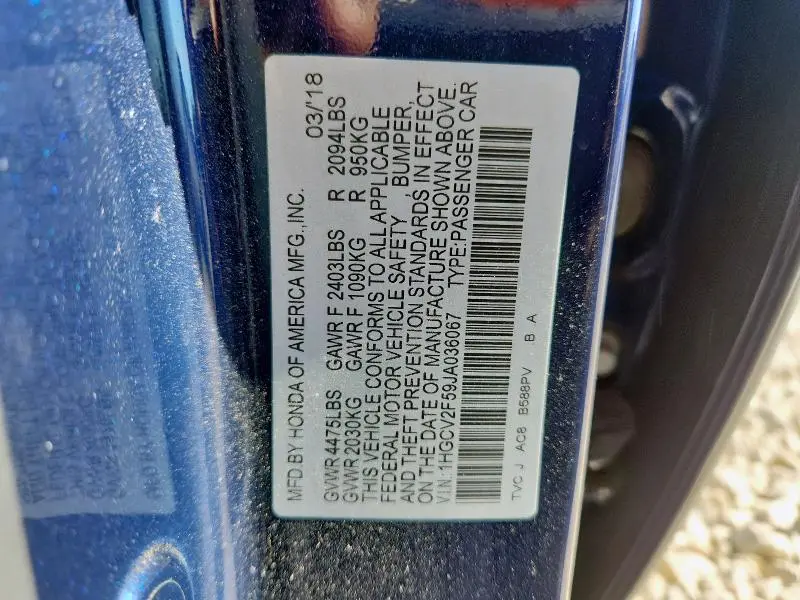 MFD BY HONDA OF AMERICA MFG.,INC. 03/'18
GVWR 4475LBS GAWR F 2403LBS R 2094LBS
GVWR 2030KG GAWR F 1090KG R 950KG
THIS VEHICLE CONFORMS TO ALL APPLICABLE
FEDERAL MOTOR VEHICLE SAFETY , BUMPER,
AND THEFT PREVENTION STANDARDS IN EFFECT
ON THE DATE OF MANUFACTURE SHOWN ABOVE.
V.I.N.:1HGCV2F59JA036067 TYPE:PASSENGER CAR
TVC J AC8 B588PV B A